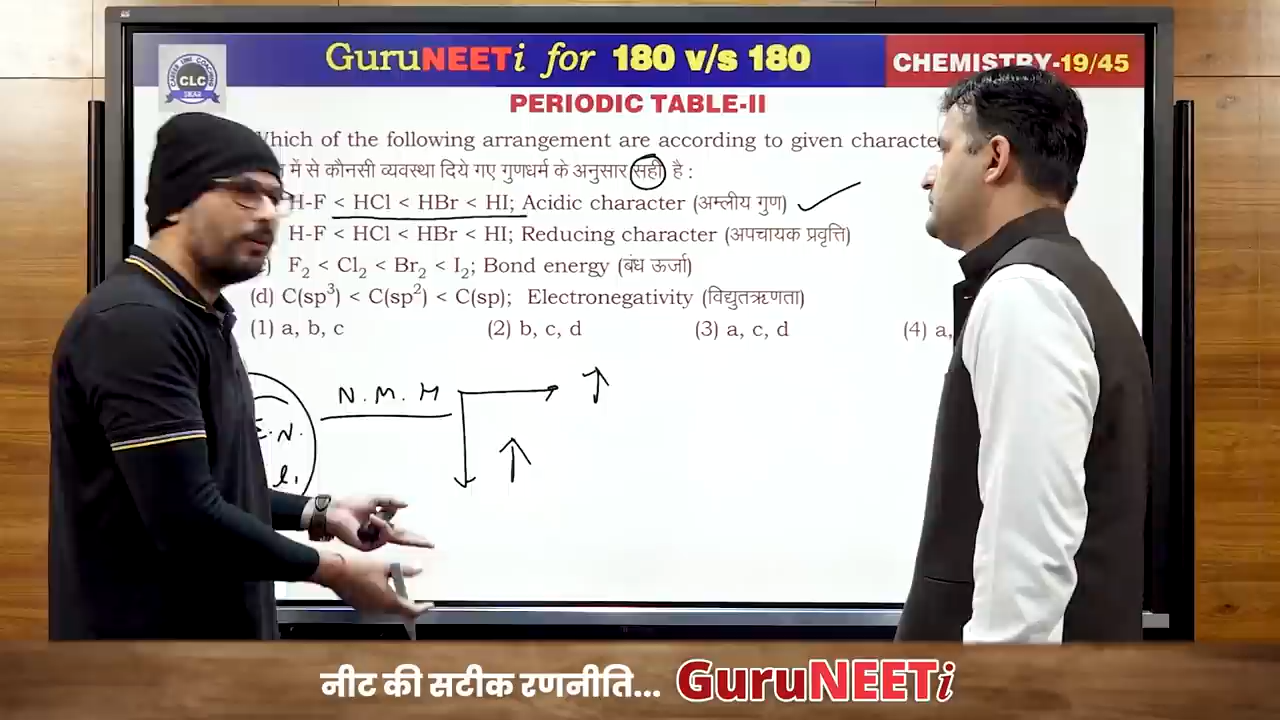 GuruNEETi for 180 v/s 180
CHEMISTRY-19/45
CLC
PERIODIC TABLE-II
Which of the following arrangement are according to given
में से कौनसी व्यवस्था दिये गए गुणधर्म के अनुसार सही है :
H-F < HCl < HBr < HI; Acidic character (अम्लीय गुण)
H-F < HCl < HBr < HI; Reducing character (अपचायक प्रवृत्ति)
F₂ < Cl₂ < Br₂ < I₂; Bond energy (बंध ऊर्जा)
(d) C(sp³) < C(sp²) < C(sp); Electronegativity (विद्युतऋणता)
(1) a, b, c (2) b, c, d (3) a, c, d (4) a,
N.M.H ↑
E.N. ↑
नीट की सटीक रणनीति... GuruNEETi